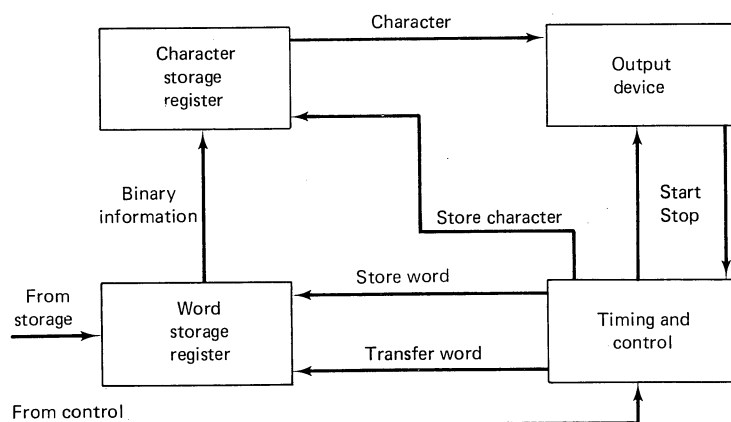 Character
Character
storage
register
Output
device
Binary
information
Start
Stop
Store character
Store word
From
storage
Word
storage
register
Timing and
control
Transfer word
From control